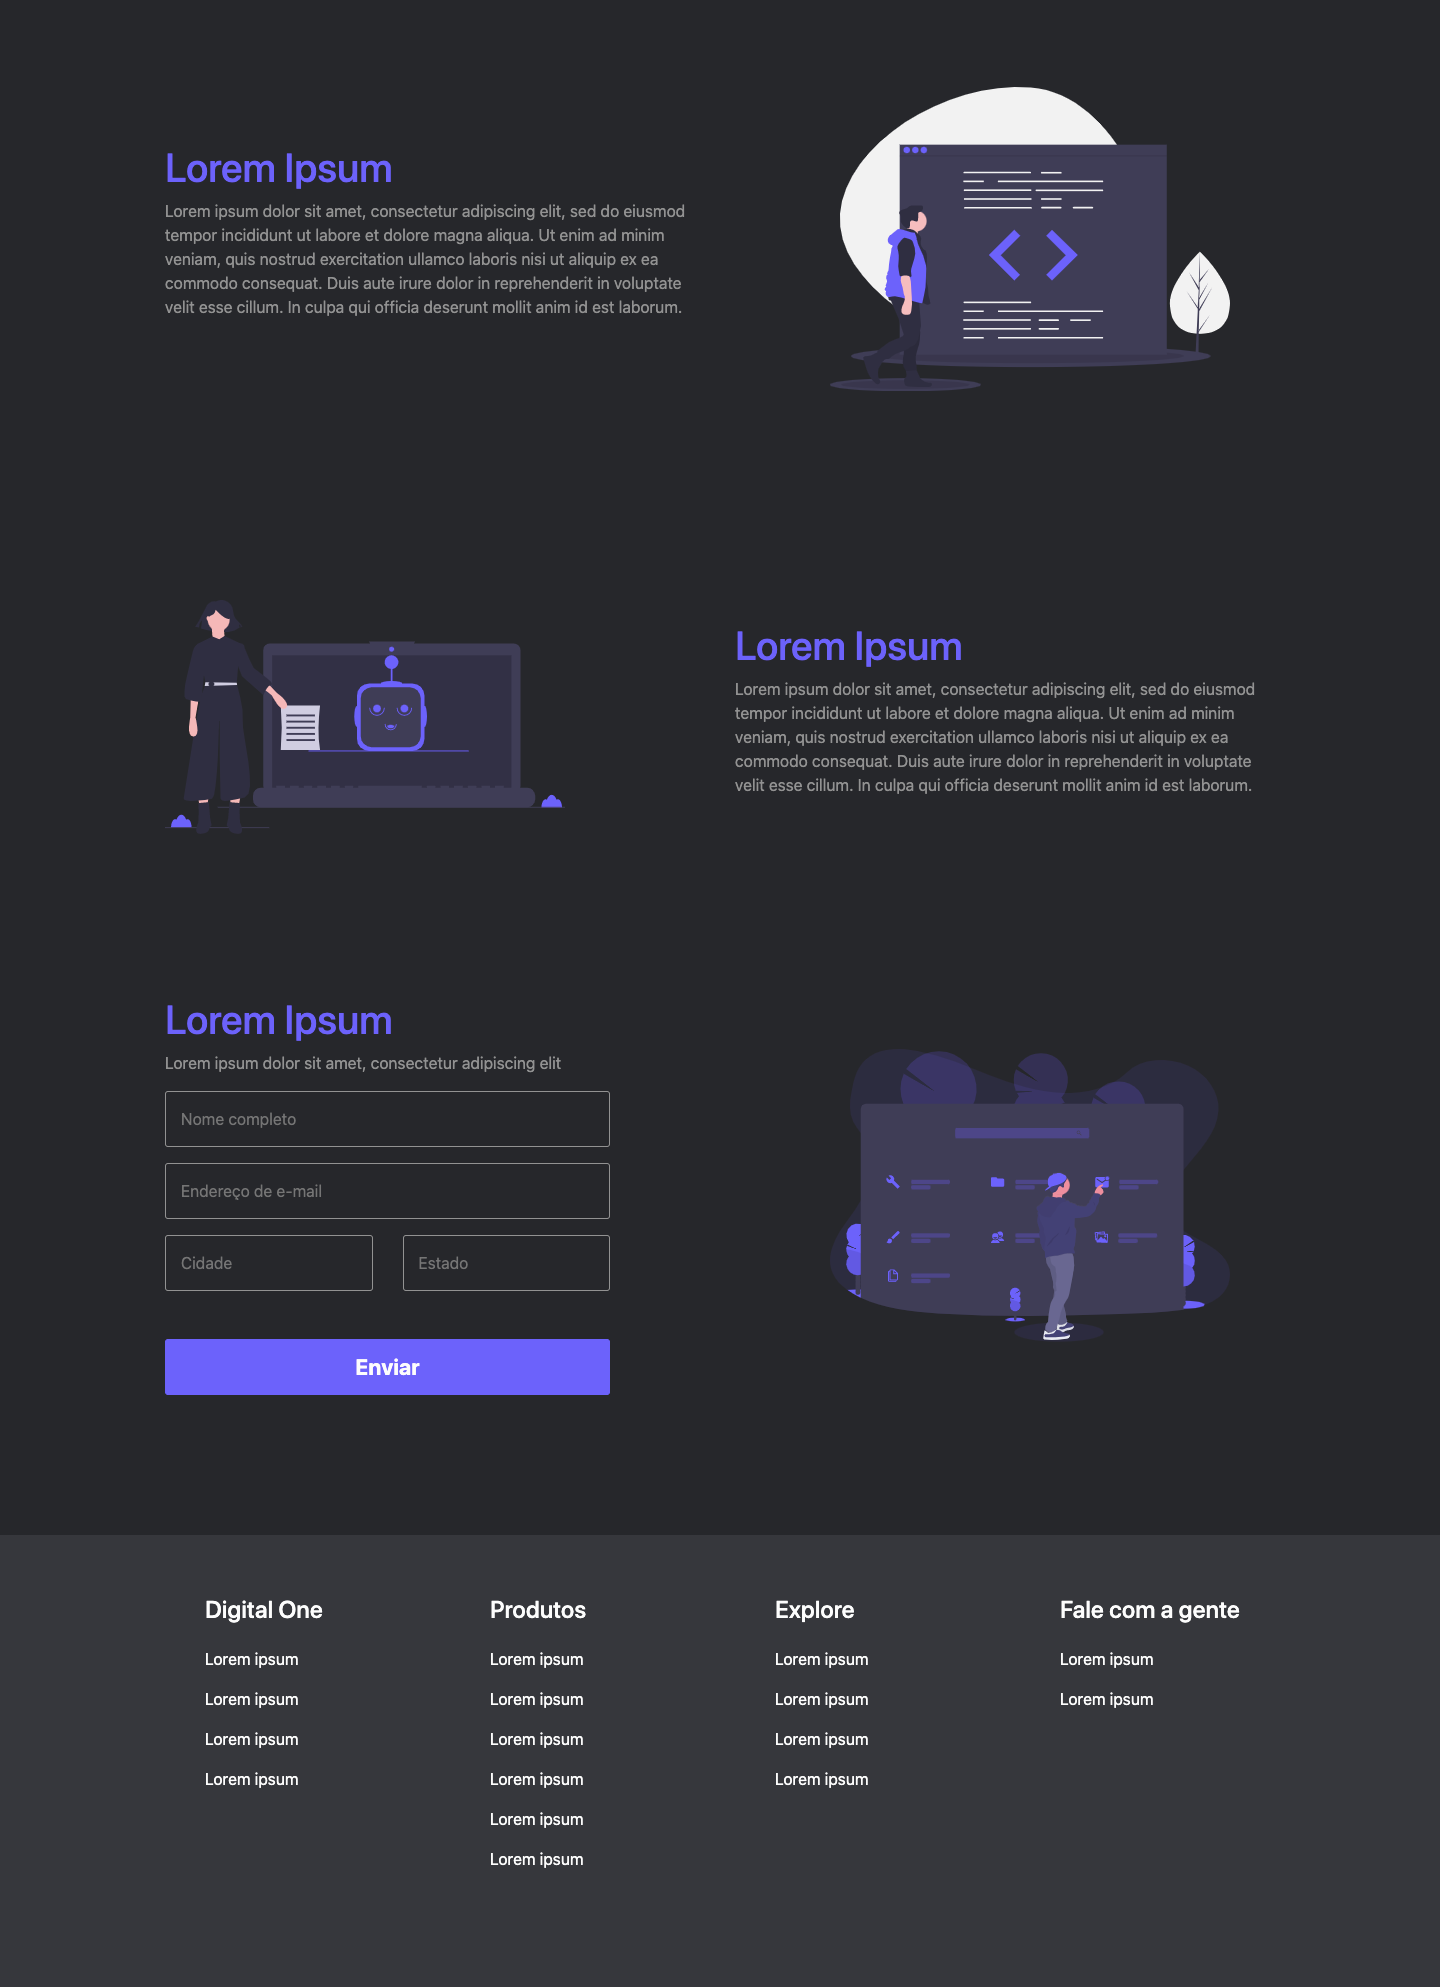 Lorem Ipsum
Lorem ipsum dolor sit amet, consectetur adipiscing elit, sed do eiusmod
tempor incididunt ut labore et dolore magna aliqua. Ut enim ad minim
veniam, quis nostrud exercitation ullamco laboris nisi ut aliquip ex ea
commodo consequat. Duis aute irure dolor in reprehenderit in voluptate
velit esse cillum. In culpa qui officia deserunt mollit anim id est laborum.
Lorem Ipsum
Lorem ipsum dolor sit amet, consectetur adipiscing elit, sed do eiusmod
tempor incididunt ut labore et dolore magna aliqua. Ut enim ad minim
veniam, quis nostrud exercitation ullamco laboris nisi ut aliquip ex ea
commodo consequat. Duis aute irure dolor in reprehenderit in voluptate
velit esse cillum. In culpa qui officia deserunt mollit anim id est laborum.
Lorem Ipsum
Lorem ipsum dolor sit amet, consectetur adipiscing elit
Nome completo
Endereço de e-mail
Cidade
Estado
Enviar
Digital One
Lorem ipsum
Lorem ipsum
Lorem ipsum
Lorem ipsum
Produtos
Lorem ipsum
Lorem ipsum
Lorem ipsum
Lorem ipsum
Lorem ipsum
Lorem ipsum
Explore
Lorem ipsum
Lorem ipsum
Lorem ipsum
Lorem ipsum
Fale com a gente
Lorem ipsum
Lorem ipsum